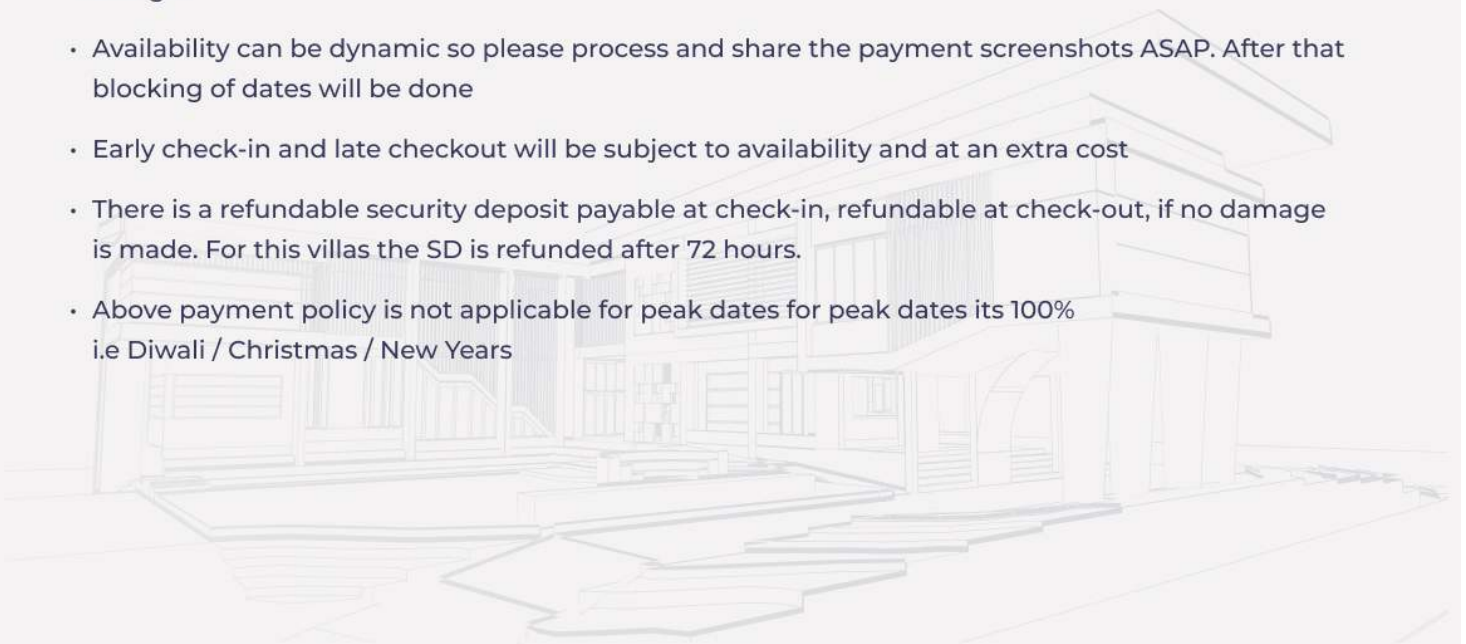 • Availability can be dynamic so please process and share the payment screenshots ASAP. After that
blocking of dates will be done
• Early check-in and late checkout will be subject to availability and at an extra cost
• There is a refundable security deposit payable at check-in, refundable at check-out, if no damage
is made. For this villas the SD is refunded after 72 hours.
• Above payment policy is not applicable for peak dates for peak dates its 100%
i.e Diwali / Christmas / New Years